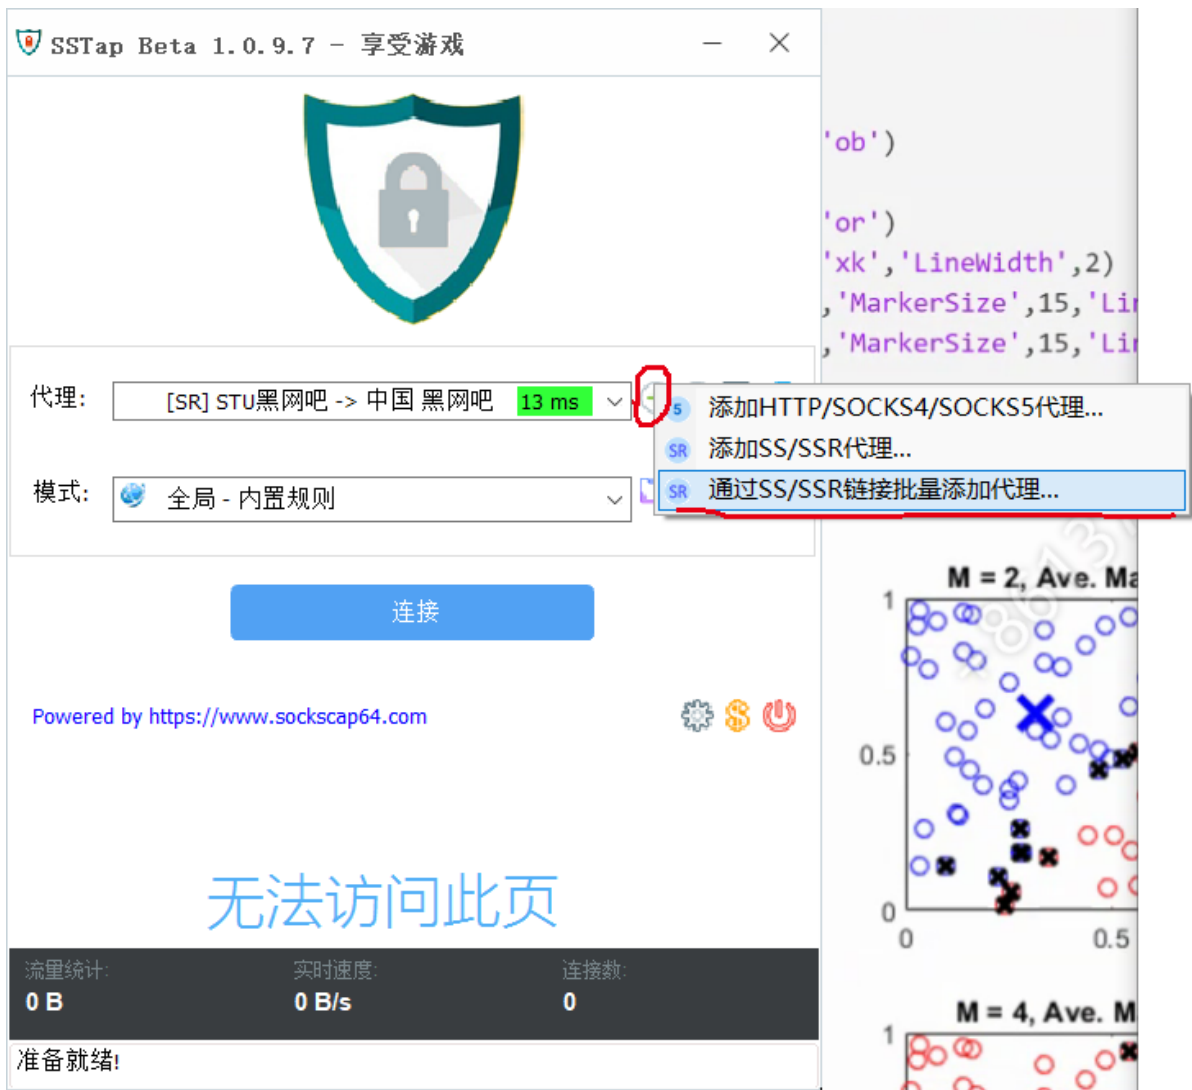 SSTap Beta 1.0.9.7 - 享受游戏
'ob')
'or')
'xk','LineWidth',2)
,'MarkerSize',15,'Lin
,'MarkerSize',15,'Lin
代理:
[SR] STU黑网吧 -> 中国 黑网吧 13 ms
5 添加HTTP/SOCKS4/SOCKS5代理...
SR 添加SS/SSR代理...
SR 通过SS/SSR链接批量添加代理...
模式:
全局 - 内置规则
连接
Powered by https://www.sockscap64.com
无法访问此页
流量统计: 实时速度: 连接数:
0 B 0 B/s 0
准备就绪!
M = 2, Ave. Ma
1
0.5
0
0 0.5
M = 4, Ave. M
1